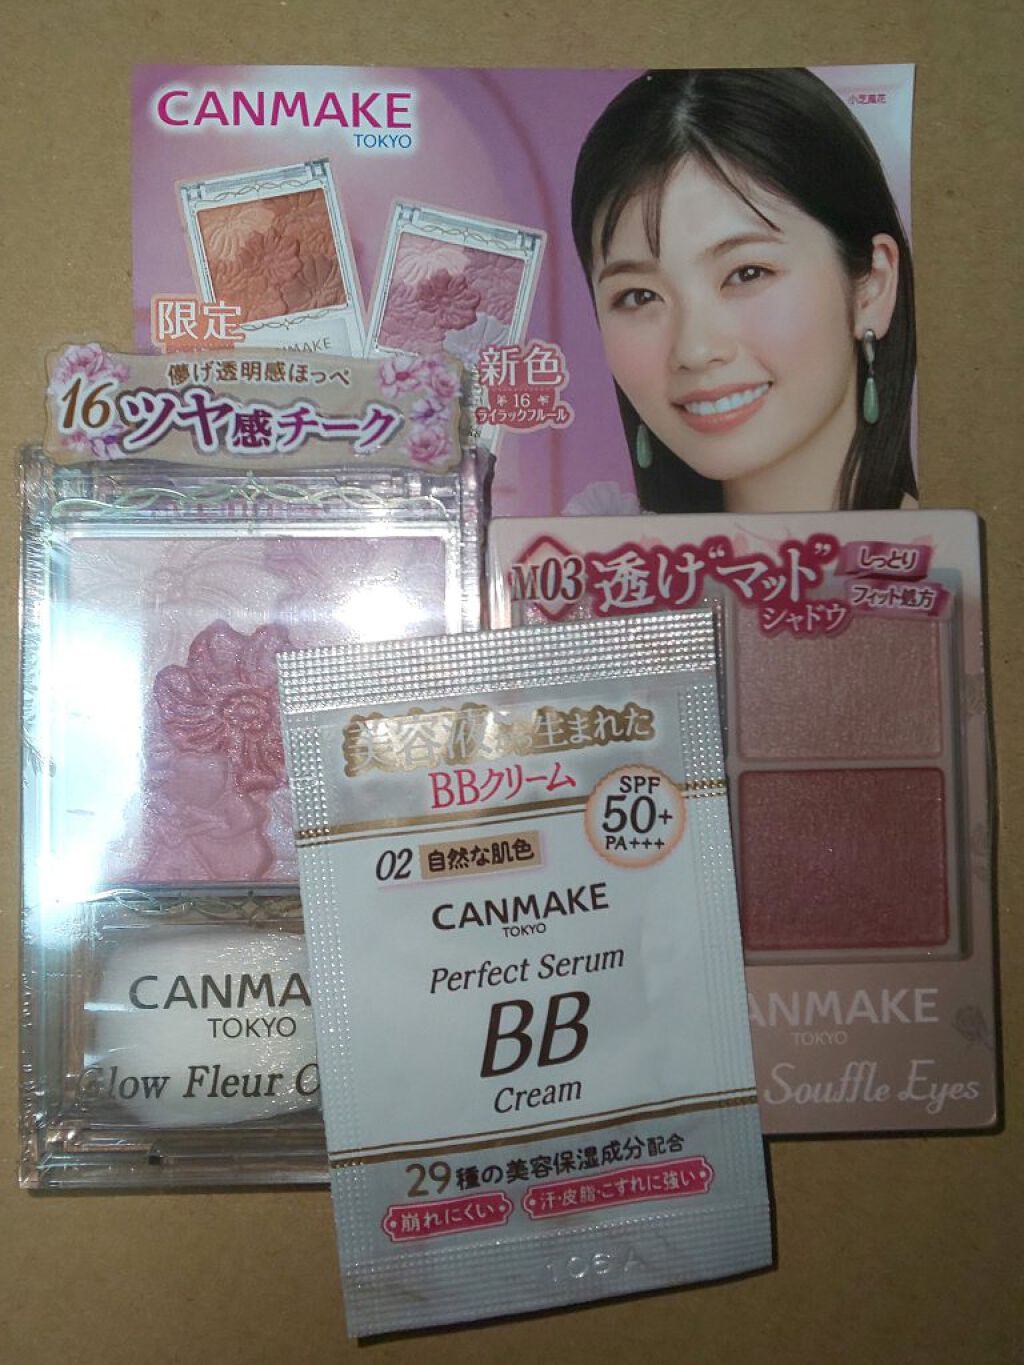 CANMAKE
TOKYO
小芝風花
限定
新色
16
ライラックフルール
儚げ透明感ほっぺ
16 ツヤ感チーク
CANMA
TOKYO
Glow Fleur C
M03 透け"マット"
シャドウ
しっとり
フィット処方
ANMAKE
TOKYO
Souffle Eyes
美容液から生まれた
BBクリーム
SPF
50+
PA+++
02 自然な肌色
CANMAKE
TOKYO
Perfect Serum
BB
Cream
29種の美容保湿成分配合
崩れにくい
汗・皮脂・こすれに強い
106A